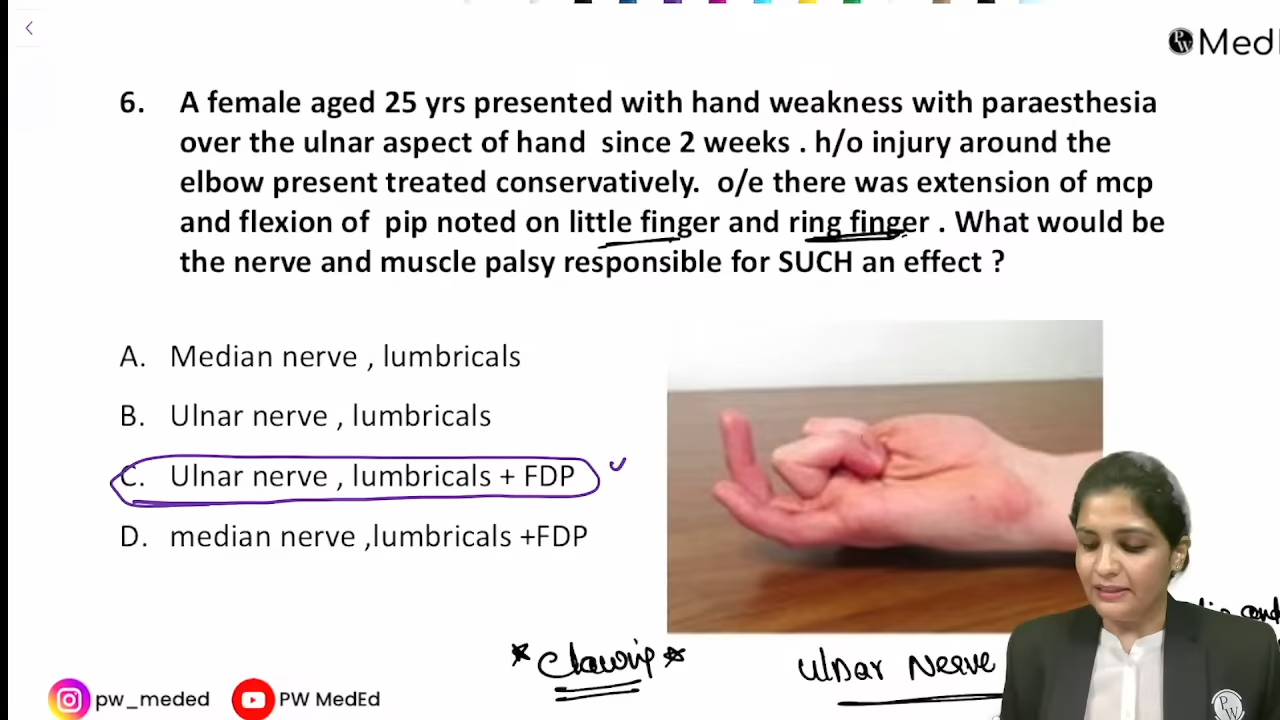 Med
6. A female aged 25 yrs presented with hand weakness with paraesthesia
over the ulnar aspect of hand since 2 weeks . h/o injury around the
elbow present treated conservatively. o/e there was extension of mcp
and flexion of pip noted on little finger and ring finger . What would be
the nerve and muscle palsy responsible for SUCH an effect ?
A. Median nerve , lumbricals
B. Ulnar nerve , lumbricals
C. Ulnar nerve , lumbricals + FDP
D. median nerve ,lumbricals +FDP
* Clawing *
Ulnar Nerve
pw_meded PW MedEd